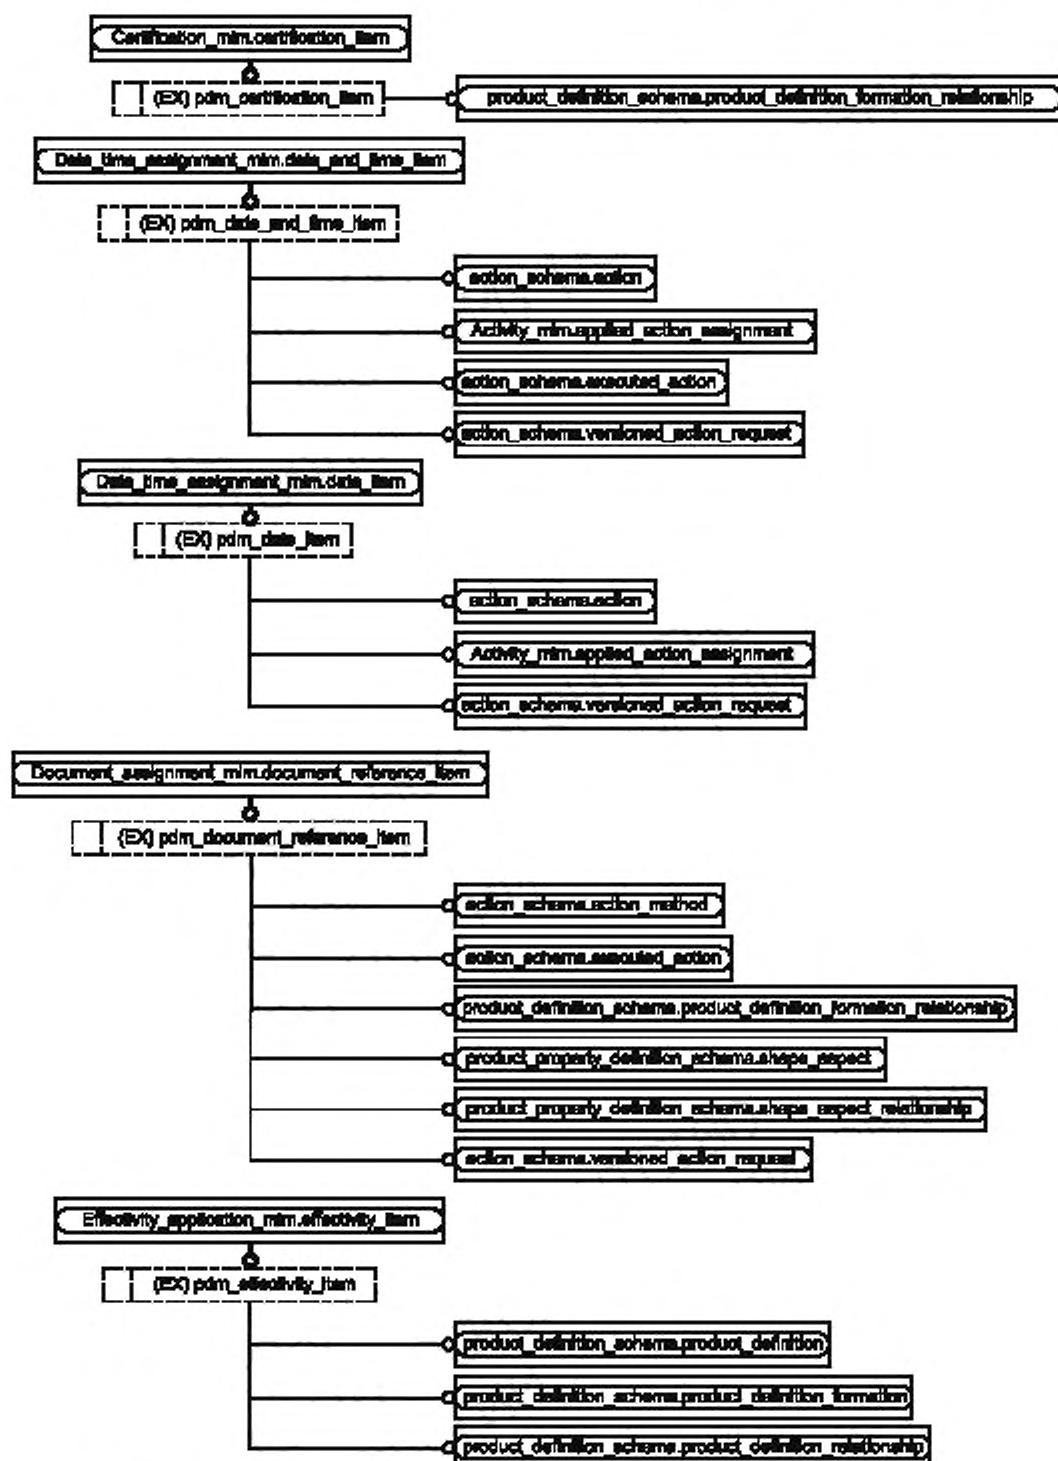 Certification_mim.certification_item
(EX) pdm_certification_item
product_definition_schema.product_definition_formation_relationship
Date_time_assignment_mim.date_and_time_item
(EX) pdm_date_and_time_item
action_schema.action
Activity_mim.applied_action_assignment
action_schema.executed_action
action_schema.versioned_action_request
Date_time_assignment_mim.date_item
(EX) pdm_date_item
action_schema.action
Activity_mim.applied_action_assignment
action_schema.versioned_action_request
Document_assignment_mim.document_reference_item
(EX) pdm_document_reference_item
action_schema.action_method
action_schema.executed_action
product_definition_schema.product_definition_formation_relationship
product_property_definition_schema.shape_aspect
product_property_definition_schema.shape_aspect_relationship
action_schema.versioned_action_request
Effectivity_application_mim.effectivity_item
(EX) pdm_effectivity_item
product_definition_schema.product_definition
product_definition_schema.product_definition_formation
product_definition_schema.product_definition_relationship